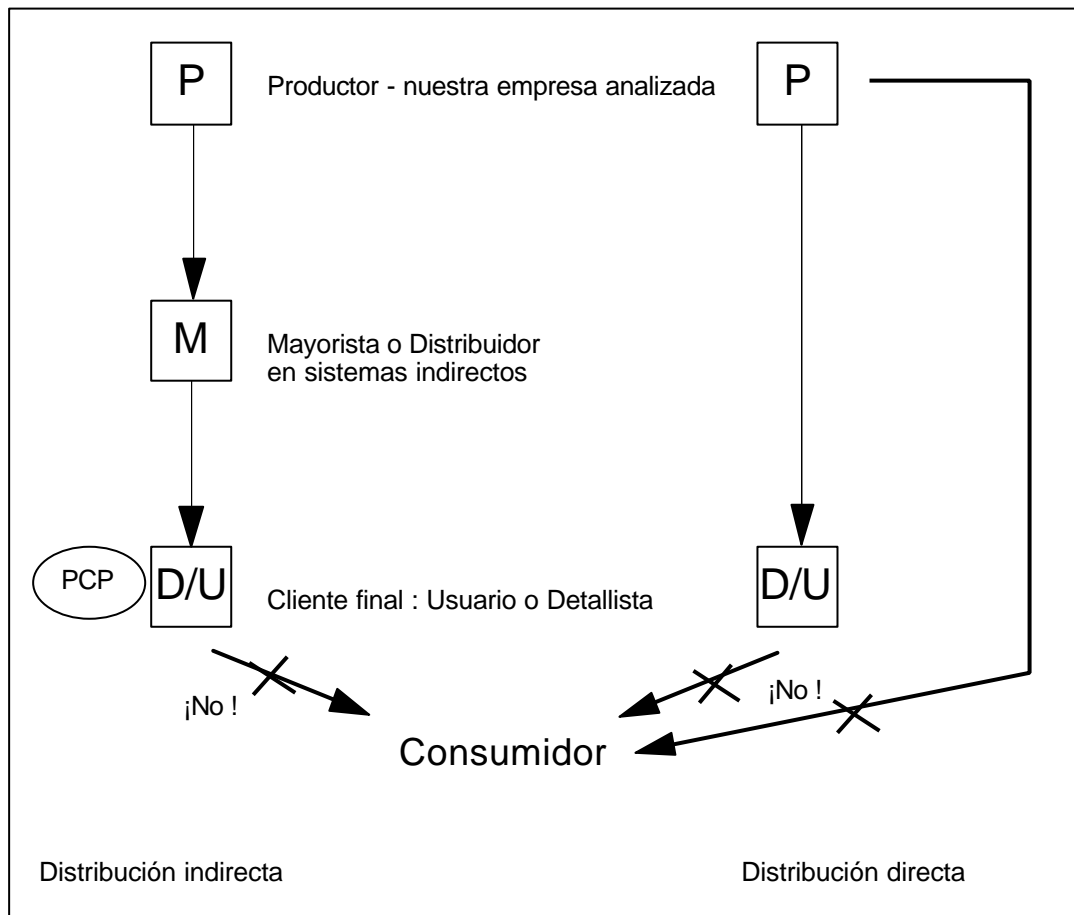 P
Productor - nuestra empresa analizada
P
M
Mayorista o Distribuidor
en sistemas indirectos
PCP
D/U
Cliente final : Usuario o Detallista
D/U
¡No !
¡No !
Consumidor
Distribución indirecta
Distribución directa